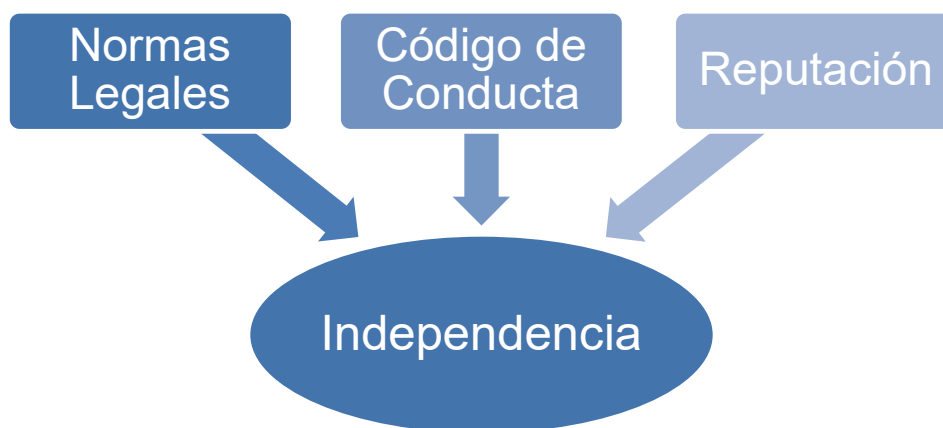 Normas
Legales
Código de
Conducta
Reputación
Independencia